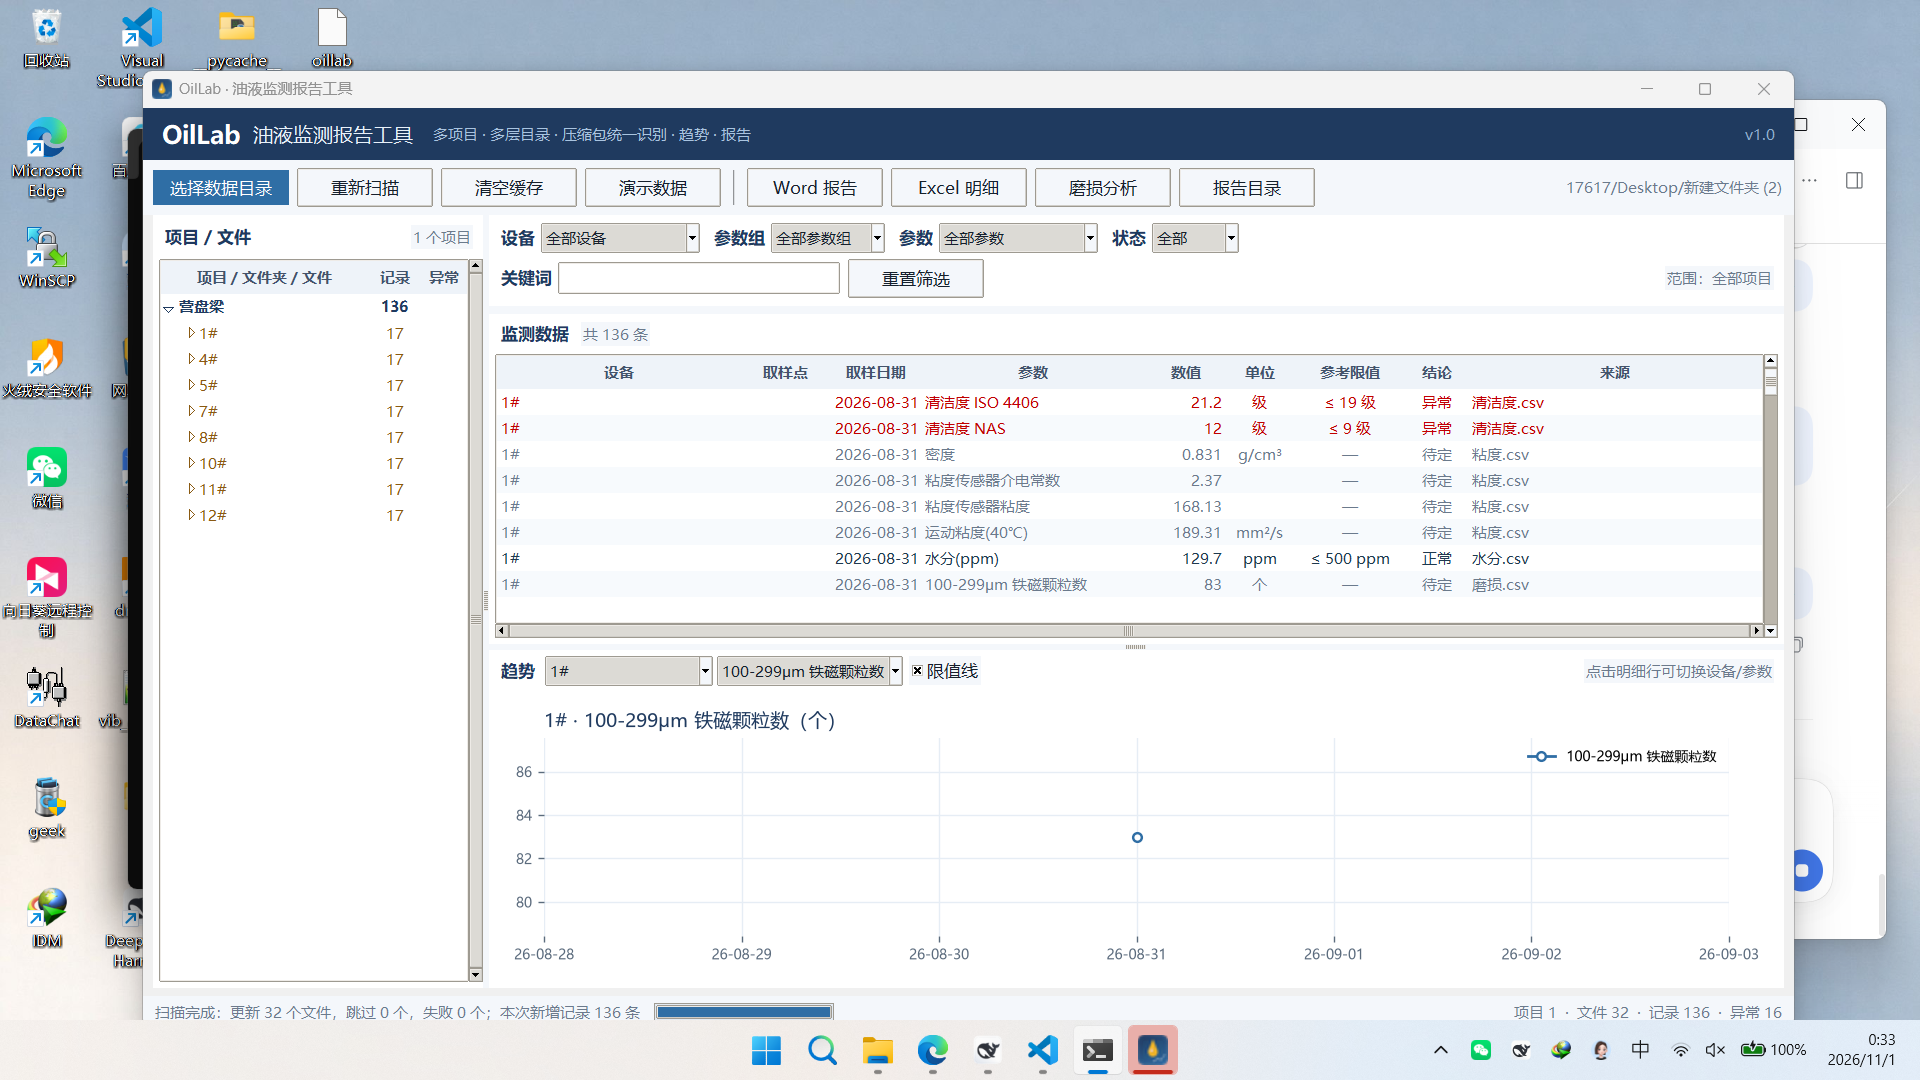 回收站
Visual
Studio
__pycache__
oillab
OilLab · 油液监测报告工具
OilLab 油液监测报告工具 多项目 · 多层目录 · 压缩包统一识别 · 趋势 · 报告 v1.0
选择数据目录 重新扫描 清空缓存 演示数据 Word 报告 Excel 明细 磨损分析 报告目录 17617/Desktop/新建文件夹 (2)
Microsoft
Edge
百
WinSCP
火绒安全软件
网
微信
向日葵远程控
制
d
DataChat
vib_
geek
IDM
Deep
Harn
项目 / 文件 1 个项目
项目 / 文件夹 / 文件 记录 异常
营盘梁 136
1# 17
4# 17
5# 17
7# 17
8# 17
10# 17
11# 17
12# 17
设备 全部设备 参数组 全部参数组 参数 全部参数 状态 全部
关键词 重置筛选 范围：全部项目
监测数据 共 136 条
设备 取样点 取样日期 参数 数值 单位 参考限值 结论 来源
1# 2026-08-31 清洁度 ISO 4406 21.2 级 ≤ 19 级 异常 清洁度.csv
1# 2026-08-31 清洁度 NAS 12 级 ≤ 9 级 异常 清洁度.csv
1# 2026-08-31 密度 0.831 g/cm³ — 待定 粘度.csv
1# 2026-08-31 粘度传感器介电常数 2.37 — 待定 粘度.csv
1# 2026-08-31 粘度传感器粘度 168.13 — 待定 粘度.csv
1# 2026-08-31 运动粘度(40℃) 189.31 mm²/s — 待定 粘度.csv
1# 2026-08-31 水分(ppm) 129.7 ppm ≤ 500 ppm 正常 水分.csv
1# 2026-08-31 100-299μm 铁磁颗粒数 83 个 — 待定 磨损.csv
趋势 1# 100-299μm 铁磁颗粒数 限值线 点击明细行可切换设备/参数
1# · 100-299μm 铁磁颗粒数（个）
100-299μm 铁磁颗粒数
86
84
82
80
26-08-28 26-08-29 26-08-30 26-08-31 26-09-01 26-09-02 26-09-03
扫描完成：更新 32 个文件，跳过 0 个，失败 0 个；本次新增记录 136 条 项目 1 · 文件 32 · 记录 136 · 异常 16
中 100% 0:33
2026/11/1